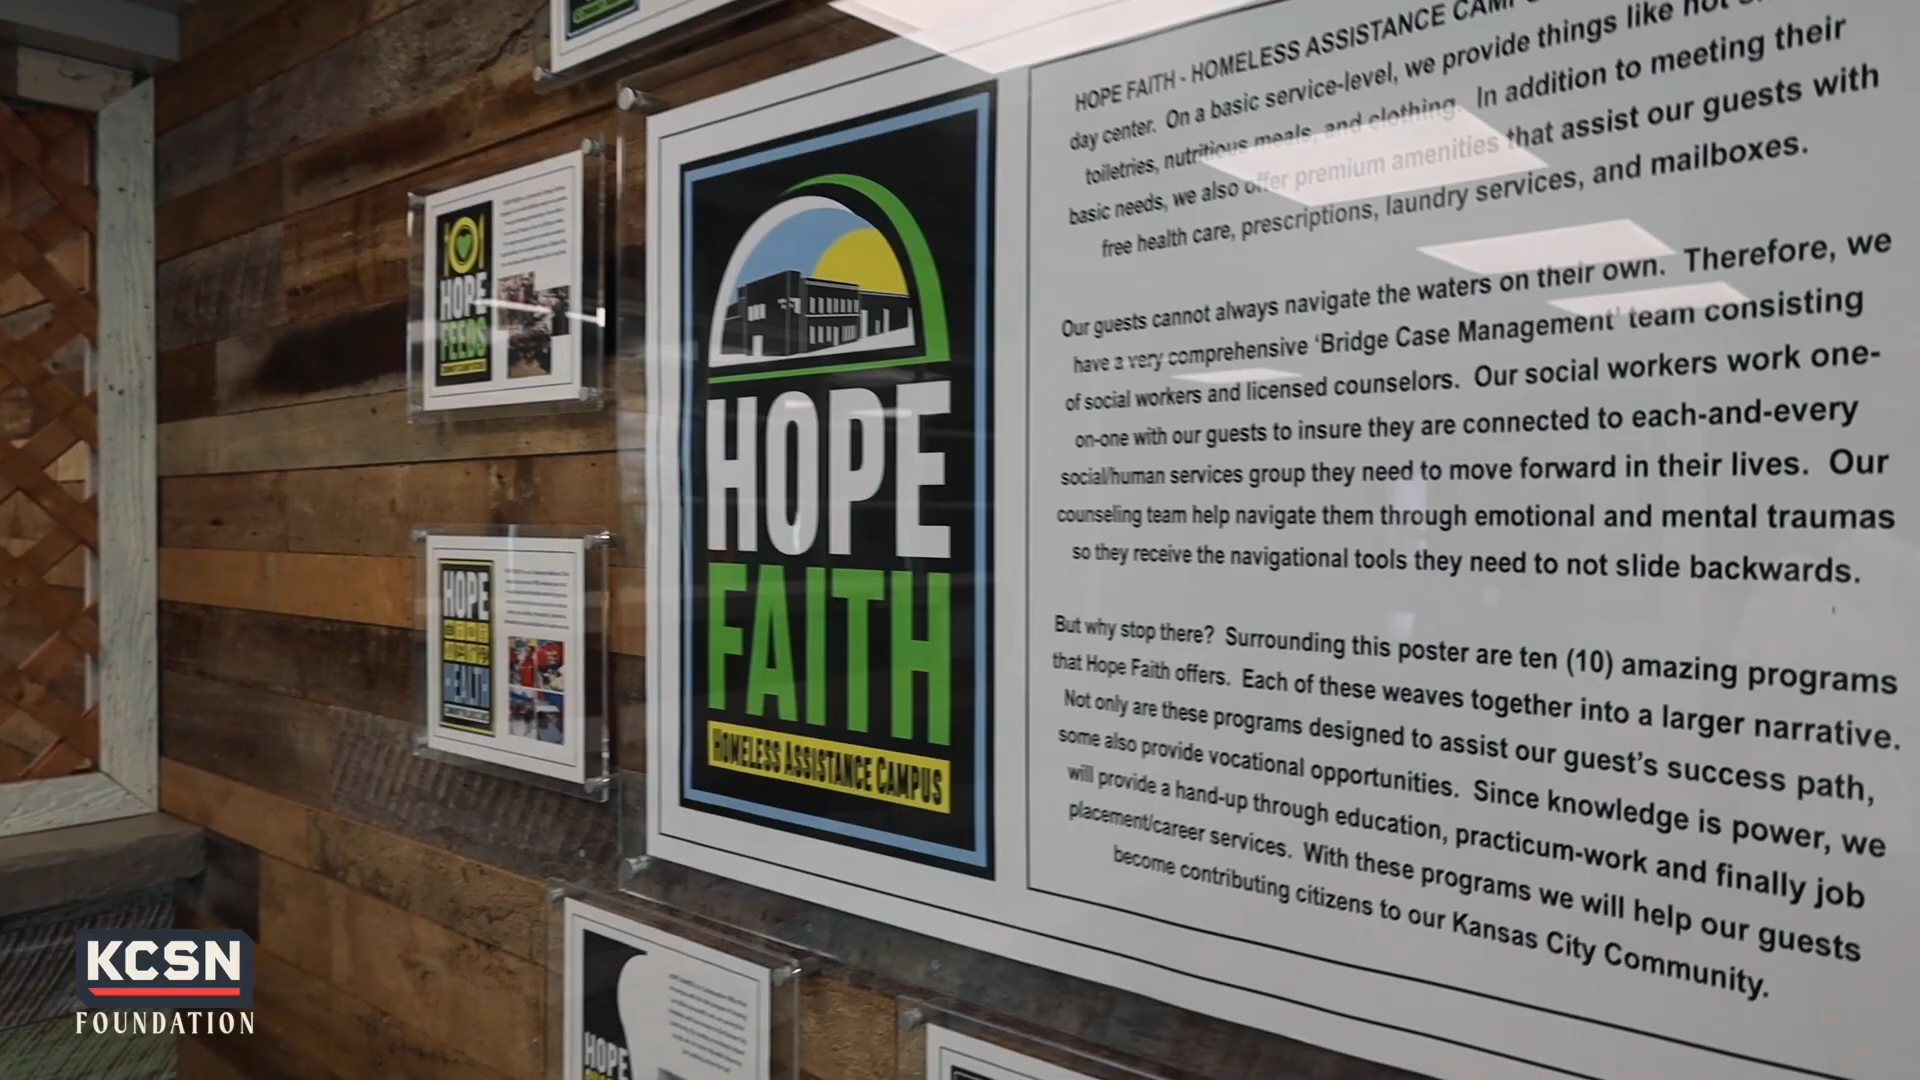 HOPE
FEEDS
HOPE
HEALTH
HOPE
HOPE
FAITH
HOMELESS ASSISTANCE CAMPUS
HOPE FAITH - HOMELESS ASSISTANCE
day center. On a basic service-level, we provide things like hot
toiletries, nutritious meals, and clothing. In addition to meeting their
basic needs, we also offer premium amenities that assist our guests with
free health care, prescriptions, laundry services, and mailboxes.
Our guests cannot always navigate the waters on their own. Therefore, we
have a very comprehensive ‘Bridge Case Management’ team consisting
of social workers and licensed counselors. Our social workers work one-
on-one with our guests to insure they are connected to each-and-every
social/human services group they need to move forward in their lives. Our
counseling team help navigate them through emotional and mental traumas
so they receive the navigational tools they need to not slide backwards.
But why stop there? Surrounding this poster are ten (10) amazing programs
that Hope Faith offers. Each of these weaves together into a larger narrative.
Not only are these programs designed to assist our guest’s success path,
some also provide vocational opportunities. Since knowledge is power, we
will provide a hand-up through education, practicum-work and finally job
placement/career services. With these programs we will help our guests
become contributing citizens to our Kansas City Community.
KCSN
FOUNDATION